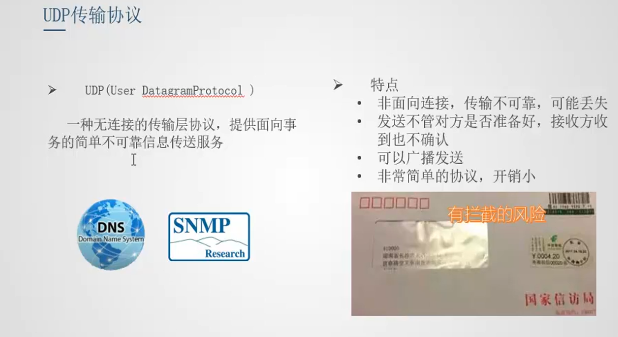 UDP传输协议
UDP(User DatagramProtocol )
一种无连接的传输层协议，提供面向事
务的简单不可靠信息传送服务
DNS
Domain Name System
SNMP
Research
特点
非面向连接，传输不可靠，可能丢失
发送不管对方是否准备好，接收方收
到也不确认
可以广播发送
非常简单的协议，开销小
有拦截的风险
国家信访局